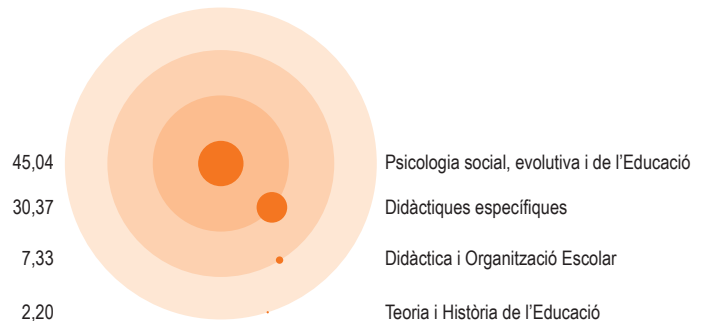 45,04 Psicologia social, evolutiva i de l'Educació
30,37 Didàctiques específiques
7,33 Didàctica i Organització Escolar
2,20 Teoria i Història de l'Educació